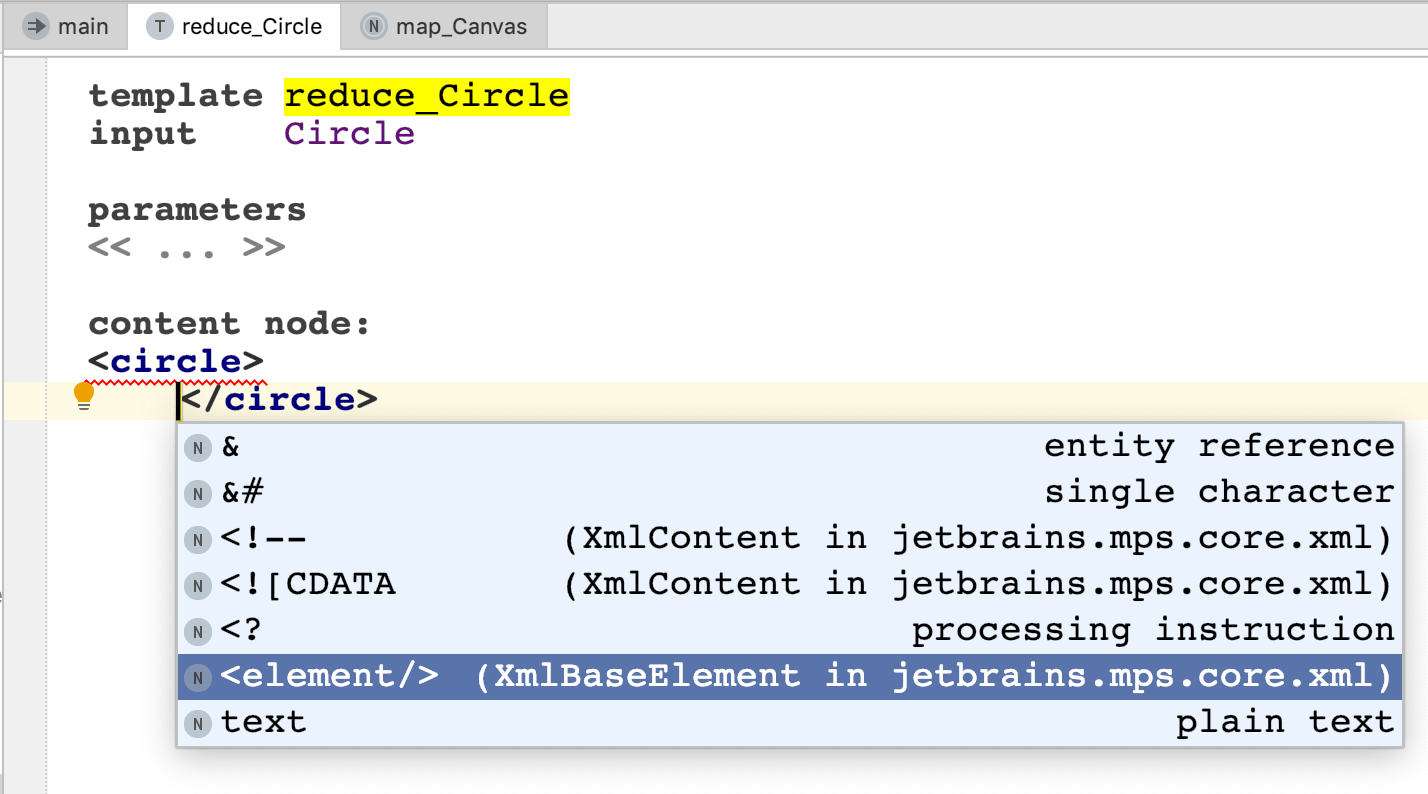 main T reduce_Circle N map_Canvas
template reduce_Circle
input Circle
parameters
<< ... >>
content node:
<circle>
</circle>
N & entity reference
N &# single character
N <!-- (XmlContent in jetbrains.mps.core.xml)
N <![CDATA (XmlContent in jetbrains.mps.core.xml)
N <? processing instruction
N <element/> (XmlBaseElement in jetbrains.mps.core.xml)
N text plain text